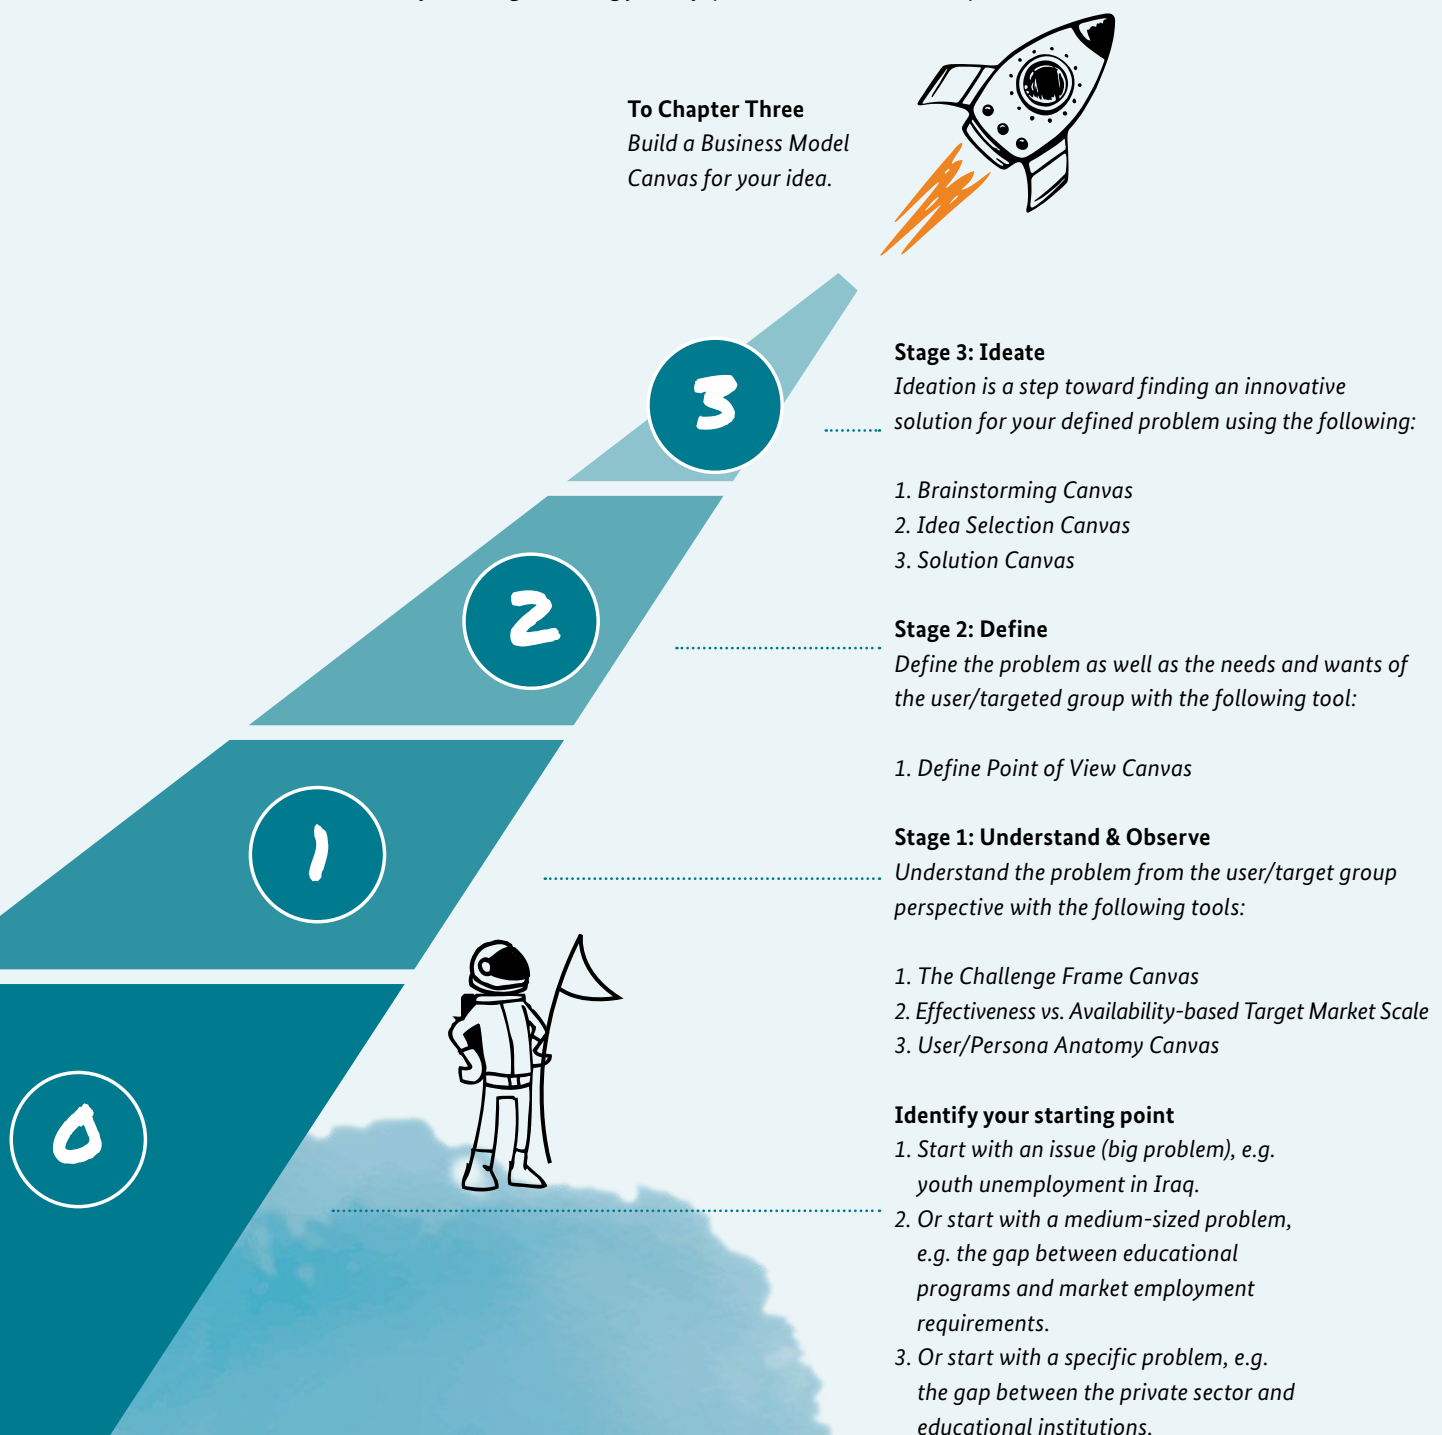 To Chapter Three
Build a Business Model
Canvas for your idea.
3
Stage 3: Ideate
Ideation is a step toward finding an innovative
solution for your defined problem using the following:
1. Brainstorming Canvas
2. Idea Selection Canvas
3. Solution Canvas
2
Stage 2: Define
Define the problem as well as the needs and wants of
the user/targeted group with the following tool:
1. Define Point of View Canvas
1
Stage 1: Understand & Observe
Understand the problem from the user/target group
perspective with the following tools:
1. The Challenge Frame Canvas
2. Effectiveness vs. Availability-based Target Market Scale
3. User/Persona Anatomy Canvas
0
Identify your starting point
1. Start with an issue (big problem), e.g.
youth unemployment in Iraq.
2. Or start with a medium-sized problem,
e.g. the gap between educational
programs and market employment
requirements.
3. Or start with a specific problem, e.g.
the gap between the private sector and
educational institutions.